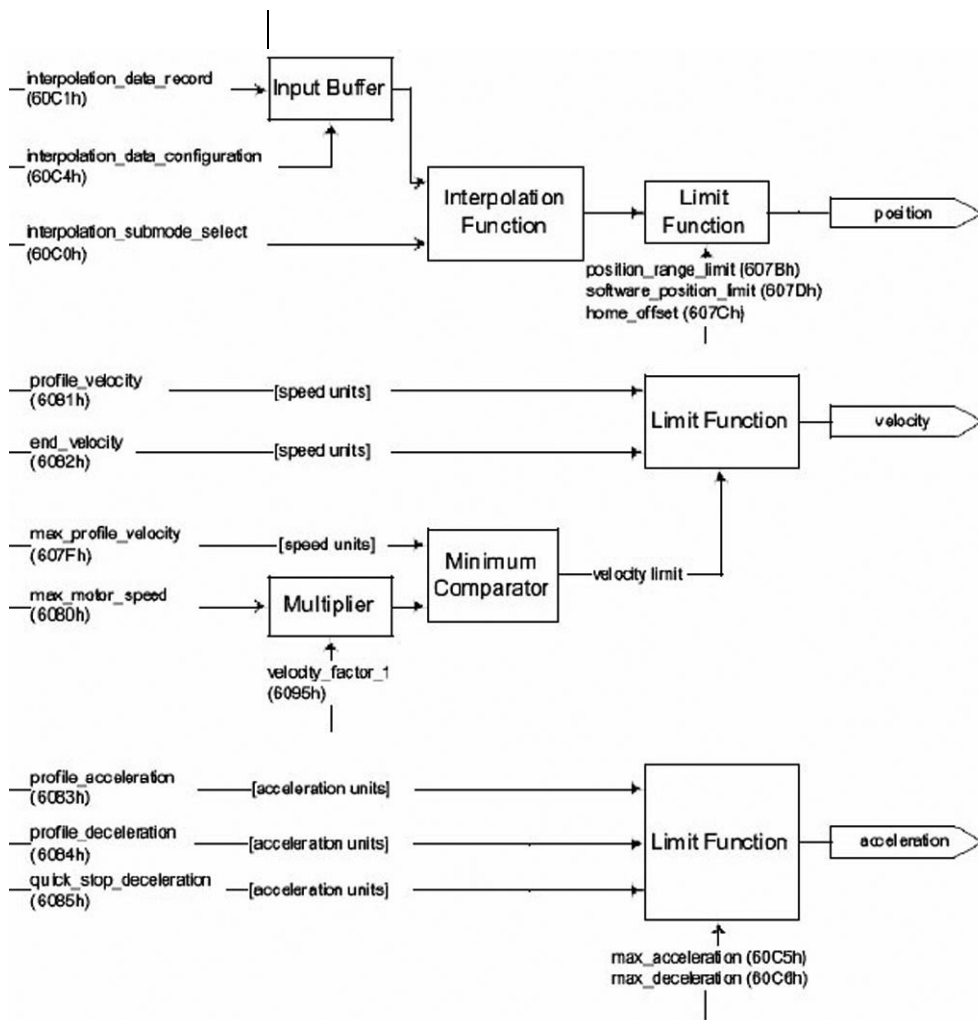 interpolation_data_record
(60C1h)
Input Buffer
interpolation_data_configuration
(60C4h)
interpolation_submode_select
(60C0h)
Interpolation
Function
Limit
Function
position
position_range_limit (607Bh)
software_position_limit (607Dh)
home_offset (607Ch)
profile_velocity
(6081h)
[speed units]
end_velocity
(6082h)
[speed units]
Limit Function
velocity
max_profile_velocity
(607Fh)
[speed units]
max_motor_speed
(6080h)
Multiplier
Minimum
Comparator
velocity limit
velocity_factor_1
(6095h)
profile_acceleration
(6083h)
[acceleration units]
profile_deceleration
(6084h)
[acceleration units]
quick_stop_deceleration
(6085h)
[acceleration units]
Limit Function
acceleration
max_acceleration (60C5h)
max_deceleration (60C6h)